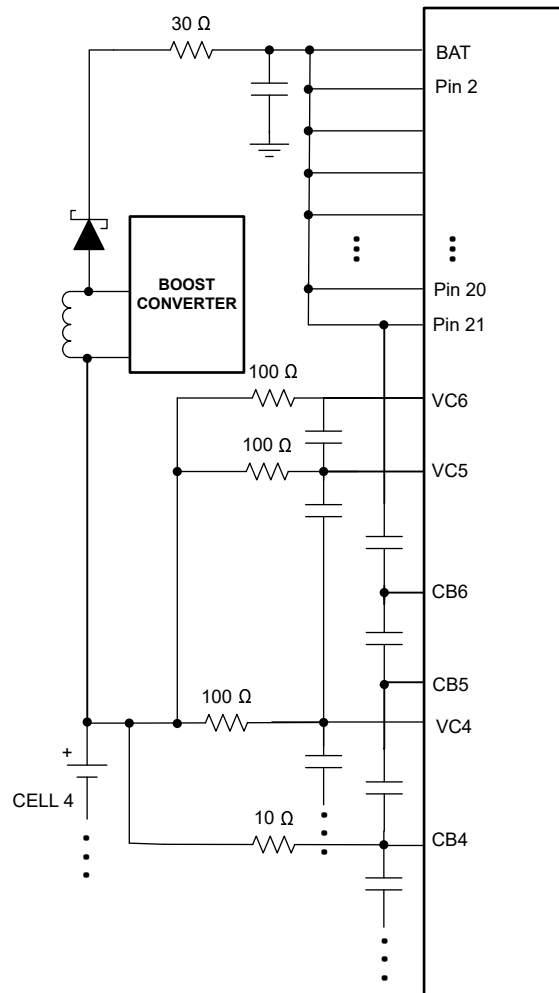 30 Ω
BAT
Pin 2
BOOST
CONVERTER
Pin 20
Pin 21
100 Ω
VC6
100 Ω
VC5
CB6
CB5
100 Ω
VC4
+
CELL 4
10 Ω
CB4